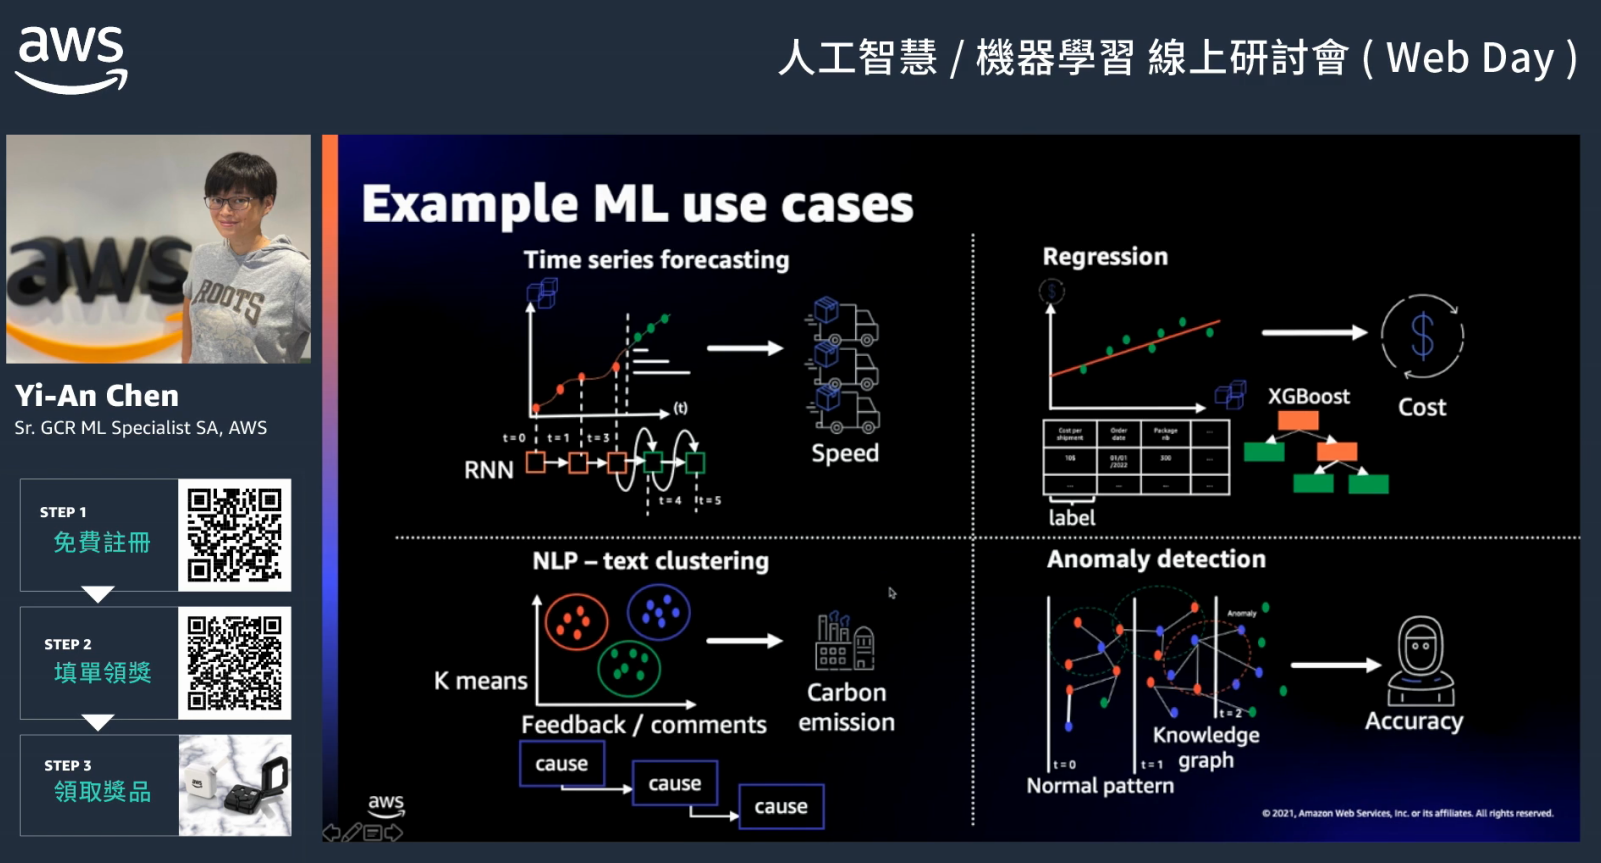 aws
人工智慧 / 機器學習 線上研討會 ( Web Day )
aws
ROOTS
Yi-An Chen
Sr. GCR ML Specialist SA, AWS
STEP 1
免費註冊
STEP 2
填單領獎
STEP 3
領取獎品
aws
Example ML use cases
Time series forecasting
(t)
t=0
t=1
t=3
RNN
t=4
t=5
Speed
Regression
$
$
XGBoost
Cost
Cost per shipment
Order date
Package nb
....
10$
01/01/2022
300
...
...
...
...
...
label
NLP – text clustering
K means
Feedback / comments
cause
cause
cause
Carbon
emission
Anomaly detection
Anomaly
t=0
t=1
t=2
Knowledge
graph
Normal pattern
Accuracy
aws
© 2021, Amazon Web Services, Inc. or its affiliates. All rights reserved.